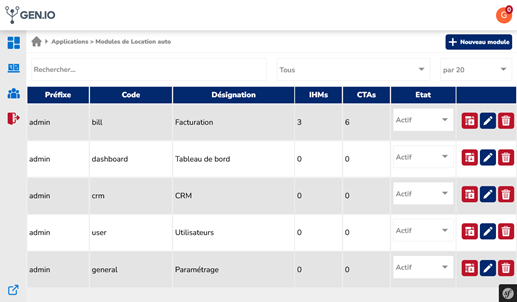 GEN.IO
G
0
Applications > Modules de Location auto
Nouveau module
Rechercher...
Tous
par 20
Préfixe Code Désignation IHMs CTAs Etat
admin bill Facturation 3 6 Actif
admin dashboard Tableau de bord 0 0 Actif
admin crm CRM 0 0 Actif
admin user Utilisateurs 0 0 Actif
admin general Paramétrage 0 0 Actif
sf